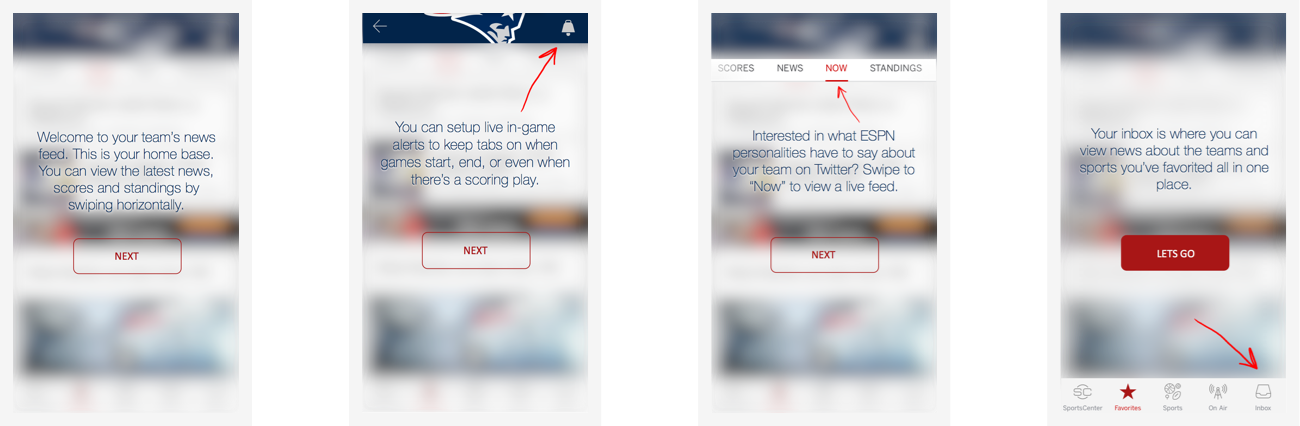 Welcome to your team's news
feed. This is your home base.
You can view the latest news,
scores and standings by
swiping horizontally.
NEXT
You can setup live in-game
alerts to keep tabs on when
games start, end, or even when
there's a scoring play.
NEXT
SCORES NEWS NOW STANDINGS
Interested in what ESPN
personalities have to say about
your team on Twitter? Swipe to
“Now” to view a live feed.
NEXT
Your inbox is where you can
view news about the teams and
sports you've favorited all in one
place.
LETS GO
SC
SportsCenter Favorites Sports On Air Inbox